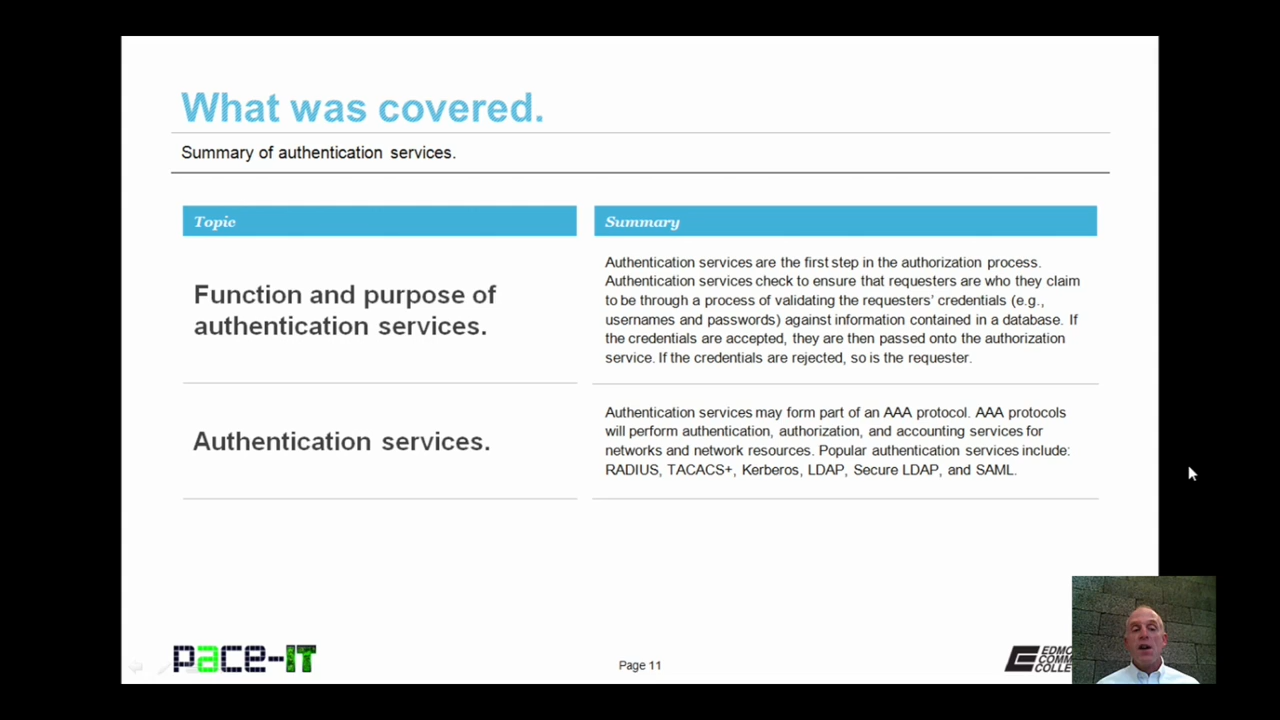 What was covered.
Summary of authentication services.
Topic
Summary
Function and purpose of
authentication services.
Authentication services are the first step in the authorization process.
Authentication services check to ensure that requesters are who they claim
to be through a process of validating the requesters' credentials (e.g.,
usernames and passwords) against information contained in a database. If
the credentials are accepted, they are then passed onto the authorization
service. If the credentials are rejected, so is the requester.
Authentication services.
Authentication services may form part of an AAA protocol. AAA protocols
will perform authentication, authorization, and accounting services for
networks and network resources. Popular authentication services include:
RADIUS, TACACS+, Kerberos, LDAP, Secure LDAP, and SAML.
pace-IT
Page 11